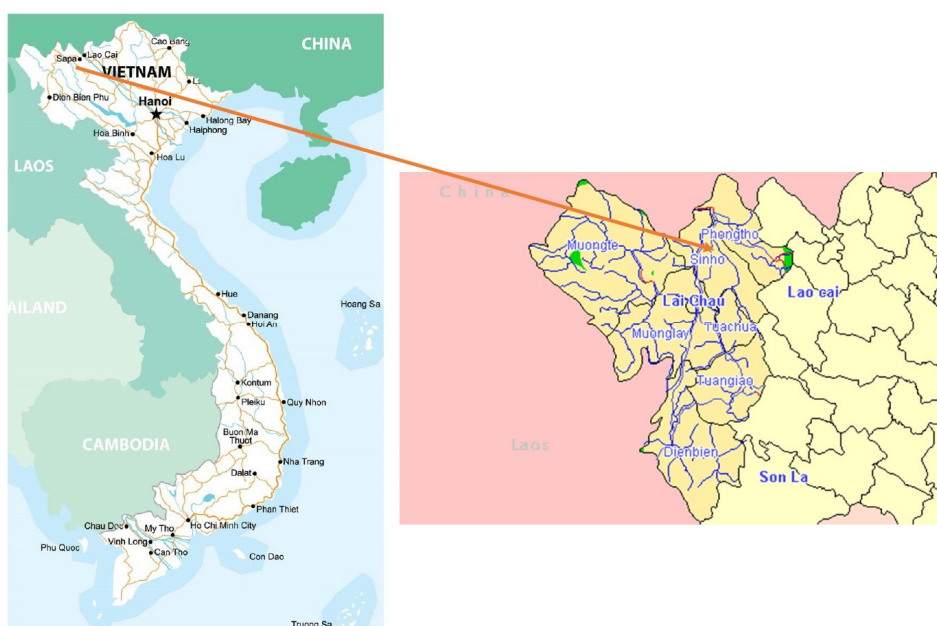 CHINA
Cao Bang
Lao Cai
Sapa
VIETNAM
L
Dien Bien Phu
Hanoi
Halong Bay
Haiphong
Hoa Binh
Hoa Lu
LAOS
AILAND
Hue
Hoang Sa
Danang
Hoi An
Kontum
Pleiku
Quy Nhon
CAMBODIA
Buon Ma
Thuot
Nha Trang
Dalat
Phan Thiet
Chau Doc
My Tho
Ho Chi Minh City
Phu Quoc
Vinh Long
Can Tho
Con Dao
Truong Sa
China
Phongtho
Muongte
Sinho
Lai Chau
Lao cai
Muonglay
Tuachua
Tuangiao
Laos
Dienbien
Son La